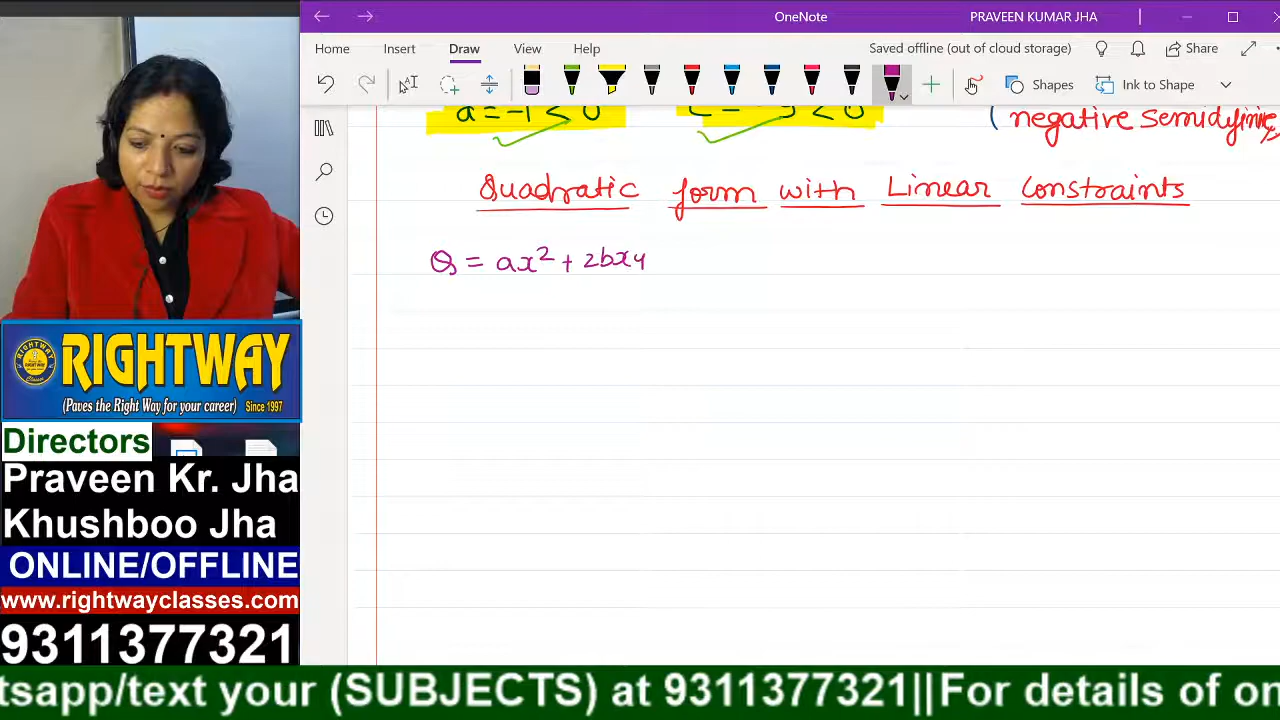 OneNote
PRAVEEN KUMAR JHA
Home Insert Draw View Help
Saved offline (out of cloud storage)
Share
Shapes
Ink to Shape
a = -1 < 0
< 0
(negative semidefinite)
Quadratic form with Linear constraints
Q = ax² + 2bxy
RIGHTWAY
(Paves the Right Way for your career) Since 1997
Directors
Praveen Kr. Jha
Khushboo Jha
ONLINE/OFFLINE
www.rightwayclasses.com
9311377321
tsapp/text your (SUBJECTS) at 9311377321||For details of on